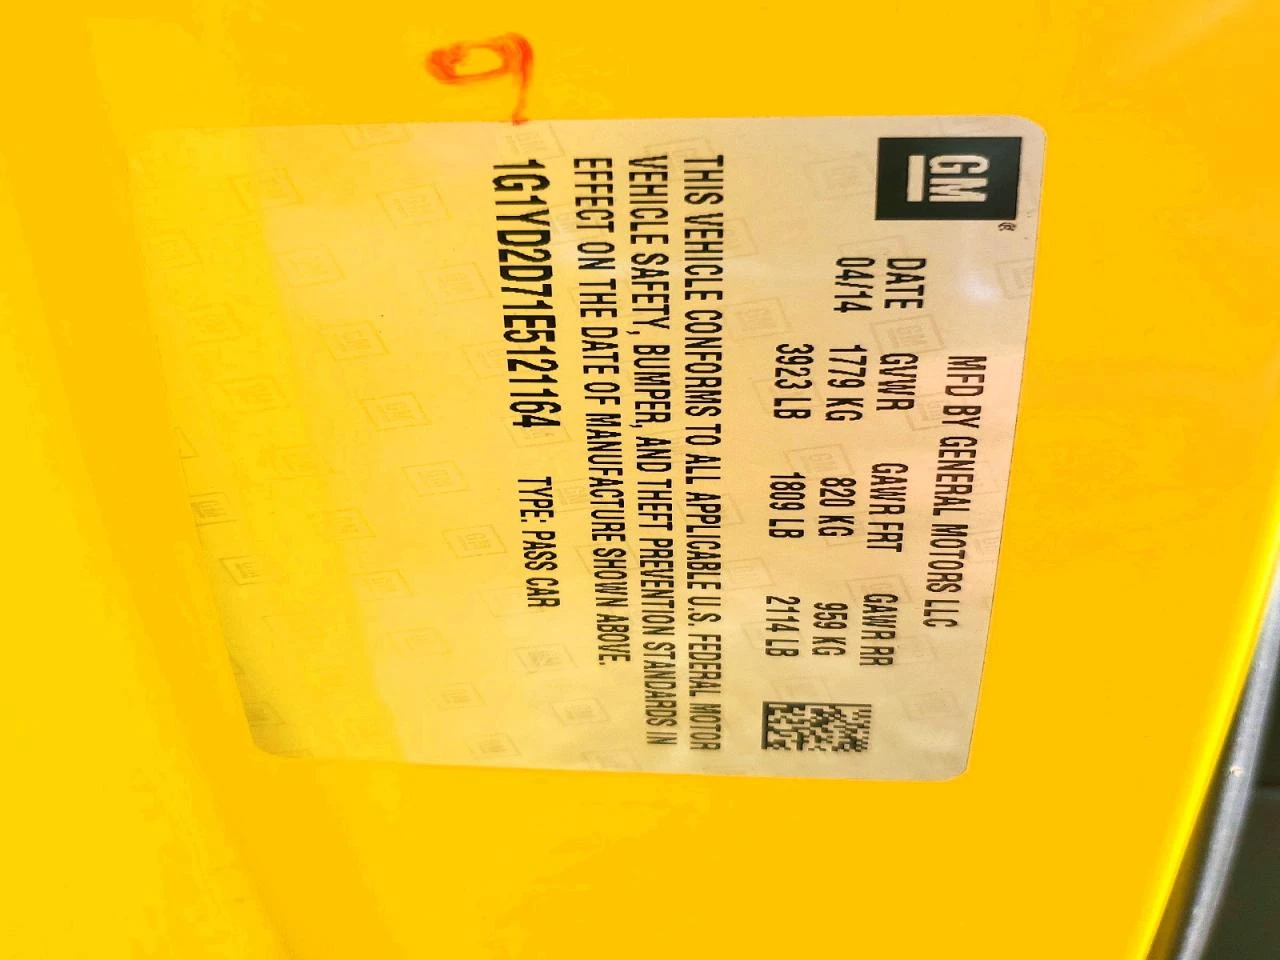 GM
MFD BY GENERAL MOTORS LLC
DATE GVWR GAWR FRT GAWR RR
04/14 1779 KG 820 KG 959 KG
3923 LB 1809 LB 2114 LB
THIS VEHICLE CONFORMS TO ALL APPLICABLE U.S. FEDERAL MOTOR
VEHICLE SAFETY, BUMPER, AND THEFT PREVENTION STANDARDS IN
EFFECT ON THE DATE OF MANUFACTURE SHOWN ABOVE.
1G1YD2D71E5121164 TYPE: PASS CAR